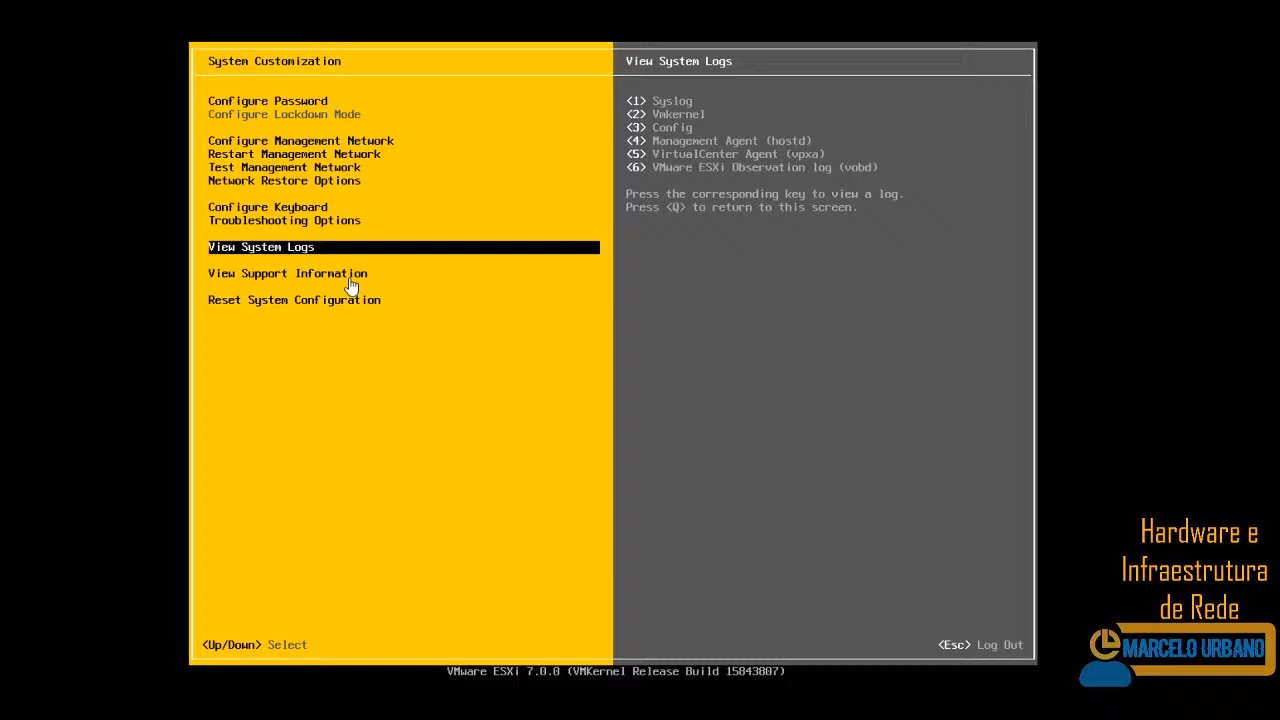 System Customization
Configure Password
Configure Lockdown Mode
Configure Management Network
Restart Management Network
Test Management Network
Network Restore Options
Configure Keyboard
Troubleshooting Options
View System Logs
View Support Information
Reset System Configuration
<Up/Down> Select
View System Logs
<1> Syslog
<2> Vmkernel
<3> Config
<4> Management Agent (hostd)
<5> VirtualCenter Agent (vpxa)
<6> VMware ESXi Observation log (vobd)
Press the corresponding key to view a log.
Press <Q> to return to this screen.
<Esc> Log Out
VMware ESXi 7.0.0 (VMKernel Release Build 15843807)
Hardware e
Infraestrutura
de Rede
MARCELO URBANO